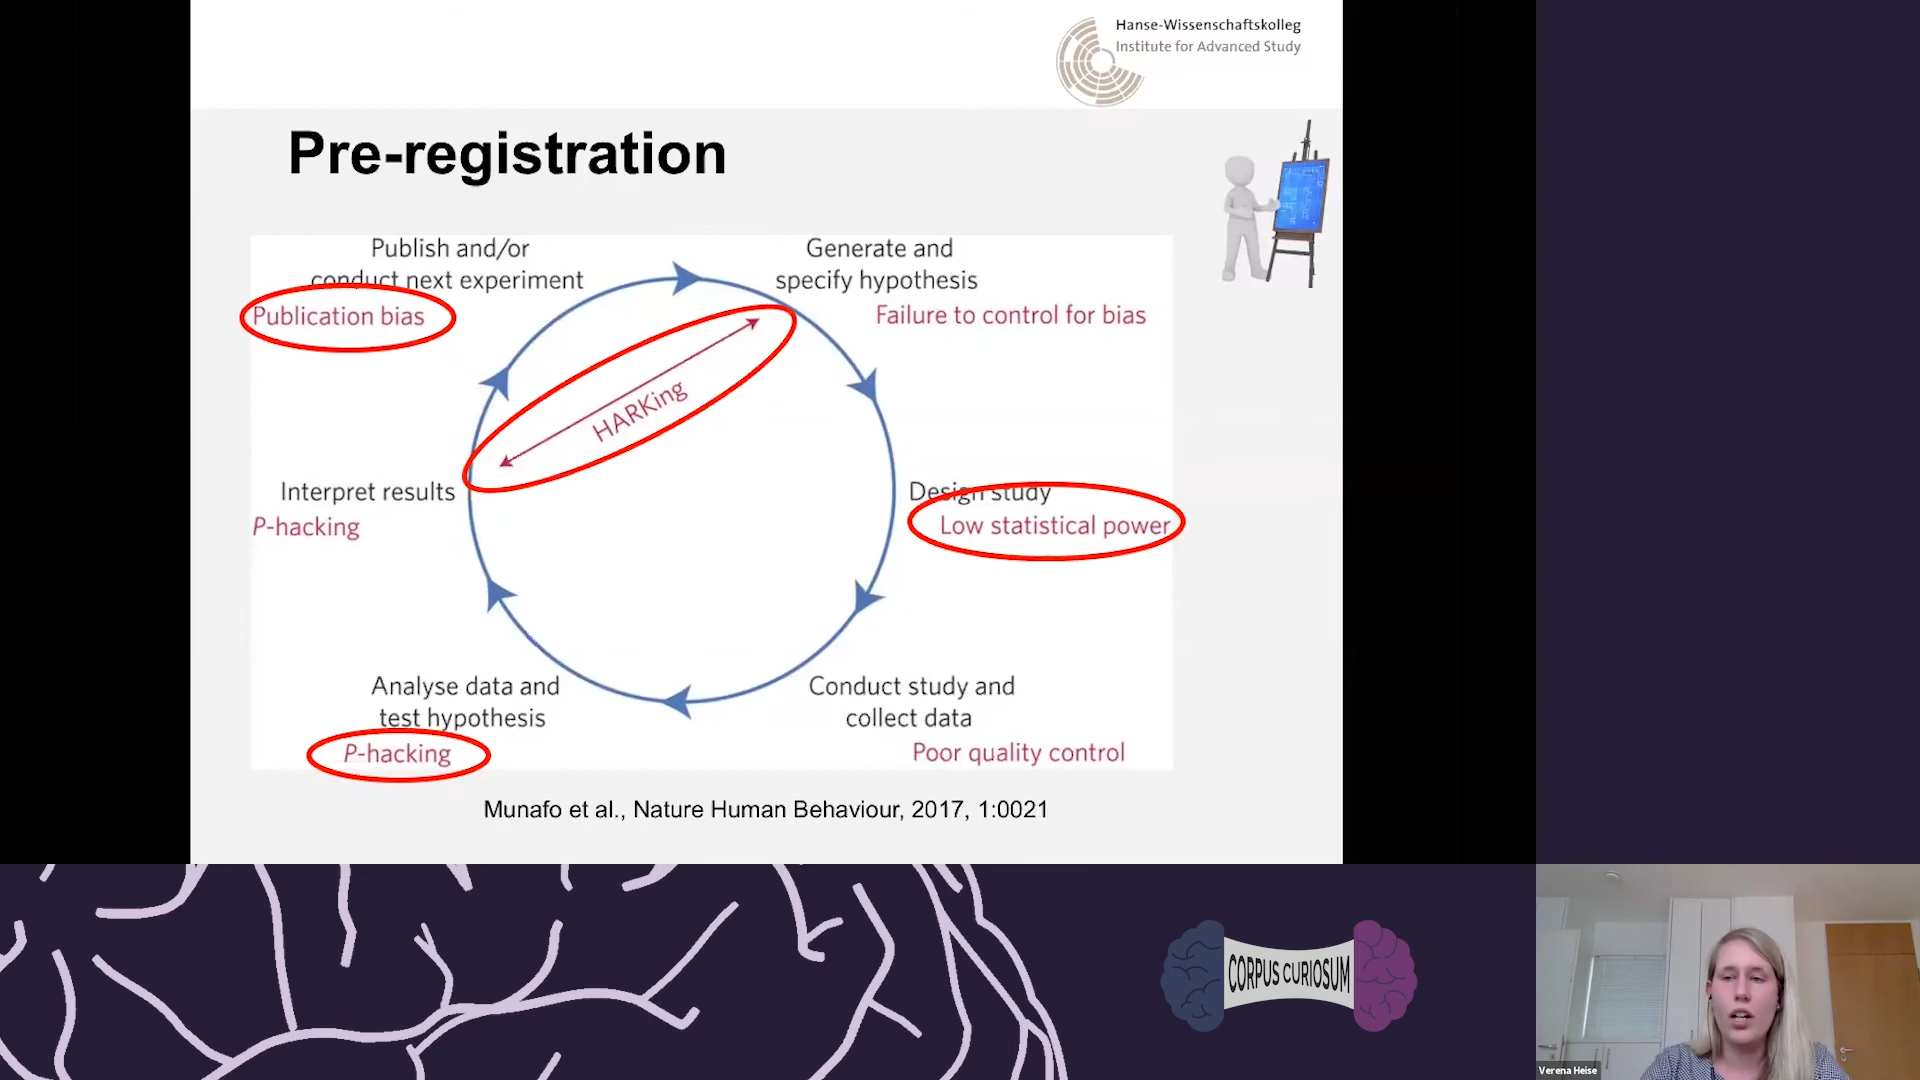 Hanse-Wissenschaftskolleg
Institute for Advanced Study
Pre-registration
Publish and/or
conduct next experiment
Publication bias
Generate and
specify hypothesis
Failure to control for bias
HARKing
Interpret results
P-hacking
Design study
Low statistical power
Analyse data and
test hypothesis
P-hacking
Conduct study and
collect data
Poor quality control
Munafo et al., Nature Human Behaviour, 2017, 1:0021
CORPUS CURIOSUM
Verena Heise